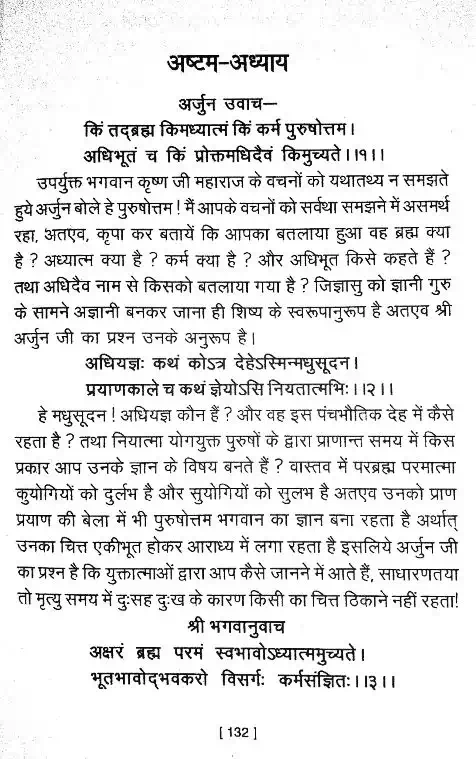 अष्टम-अध्याय
अर्जुन उवाच—
किं तद्ब्रह्म किमध्यात्मं किं कर्म पुरुषोत्तम।
अधिभूतं च किं प्रोक्तमधिदैवं किमुच्यते।।१।।
उपर्युक्त भगवान कृष्ण जी महाराज के वचनों को यथातथ्य न समझते
हुये अर्जुन बोले हे पुरुषोत्तम ! मैं आपके वचनों को सर्वथा समझने में असमर्थ
रहा, अतएव, कृपा कर बतायें कि आपका बतलाया हुआ वह ब्रह्म क्या
है ? अध्यात्म क्या है ? कर्म क्या है ? और अधिभूत किसे कहते हैं ?
तथा अधिदैव नाम से किसको बतलाया गया है ? जिज्ञासु को ज्ञानी गुरु
के सामने अज्ञानी बनकर जाना ही शिष्य के स्वरूपानुरूप है अतएव श्री
अर्जुन जी का प्रश्न उनके अनुरूप है।
अधियज्ञः कथं कोऽत्र देहेऽस्मिन्मधुसूदन।
प्रयाणकाले च कथं ज्ञेयोऽसि नियतात्मभिः।।२।।
हे मधुसूदन ! अधियज्ञ कौन हैं ? और वह इस पंचभौतिक देह में कैसे
रहता है ? तथा नियात्मा योगयुक्त पुरुषों के द्वारा प्राणान्त समय में किस
प्रकार आप उनके ज्ञान के विषय बनते हैं ? वास्तव में परब्रह्म परमात्मा
कुयोगियों को दुर्लभ है और सुयोगियों को सुलभ है अतएव उनको प्राण
प्रयाण की बेला में भी पुरुषोत्तम भगवान का ज्ञान बना रहता है अर्थात्
उनका चित्त एकीभूत होकर आराध्य में लगा रहता है इसलिये अर्जुन जी
का प्रश्न है कि युक्तात्माओं द्वारा आप कैसे जानने में आते हैं, साधारणतया
तो मृत्यु समय में दुःसह दुःख के कारण किसी का चित्त ठिकाने नहीं रहता!
श्री भगवानुवाच
अक्षरं ब्रह्म परमं स्वभावोऽध्यात्ममुच्यते।
भूतभावोद्भवकरो विसर्गः कर्मसंज्ञितः।।३।।
[ 132 ]